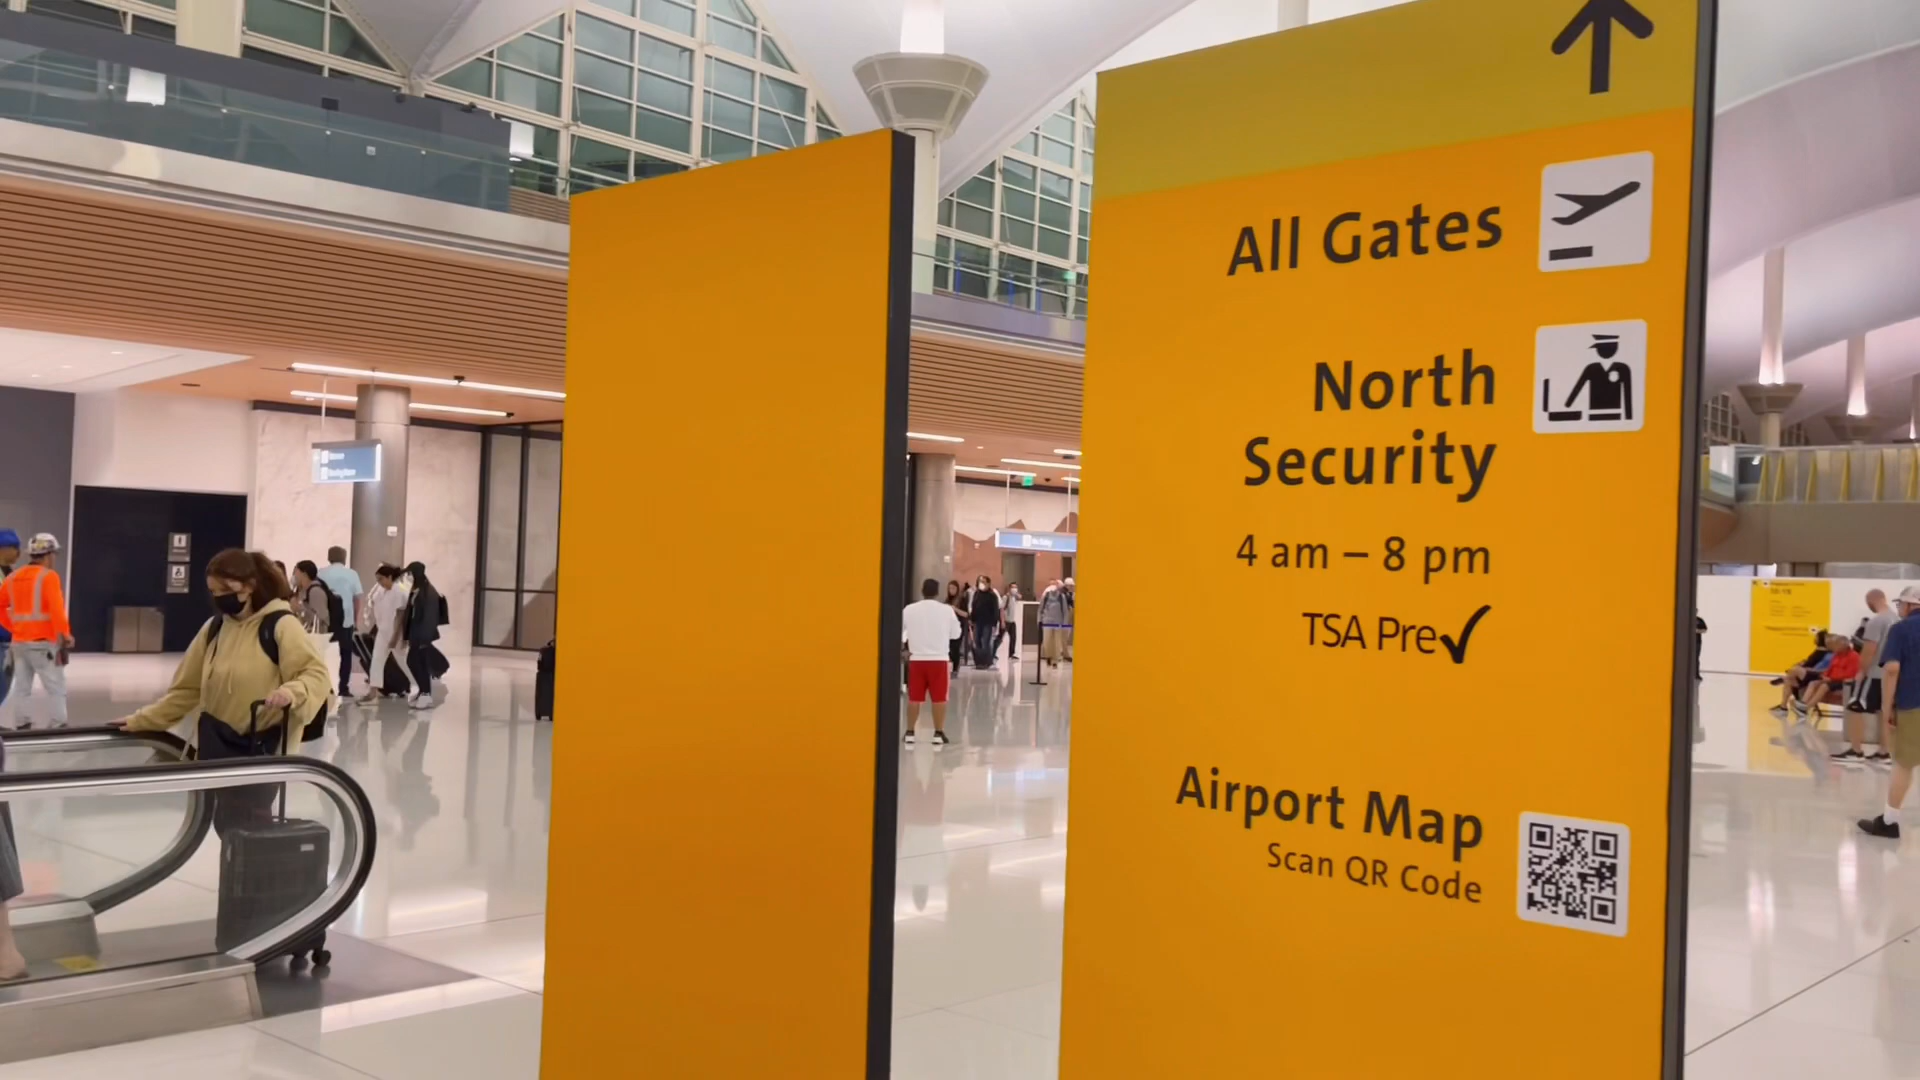 All Gates
North
Security
4 am – 8 pm
TSA Pre✓
Airport Map
Scan QR Code